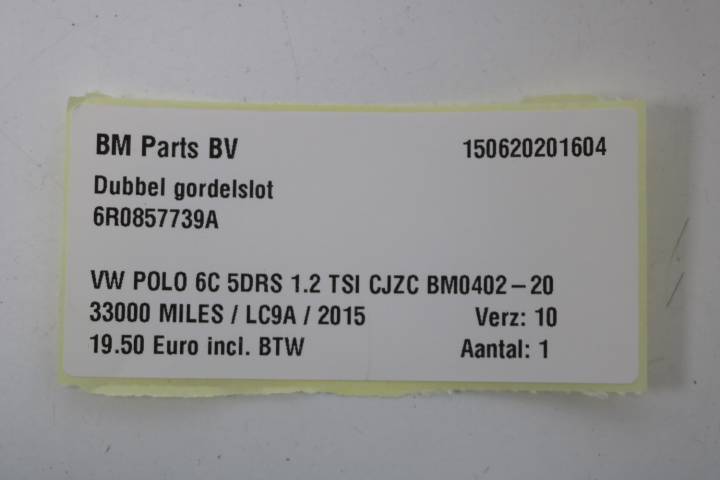 BM Parts BV 150620201604
Dubbel gordelslot
6R0857739A
VW POLO 6C 5DRS 1.2 TSI CJZC BM0402-20
33000 MILES / LC9A / 2015 Verz: 10
19.50 Euro incl. BTW Aantal: 1